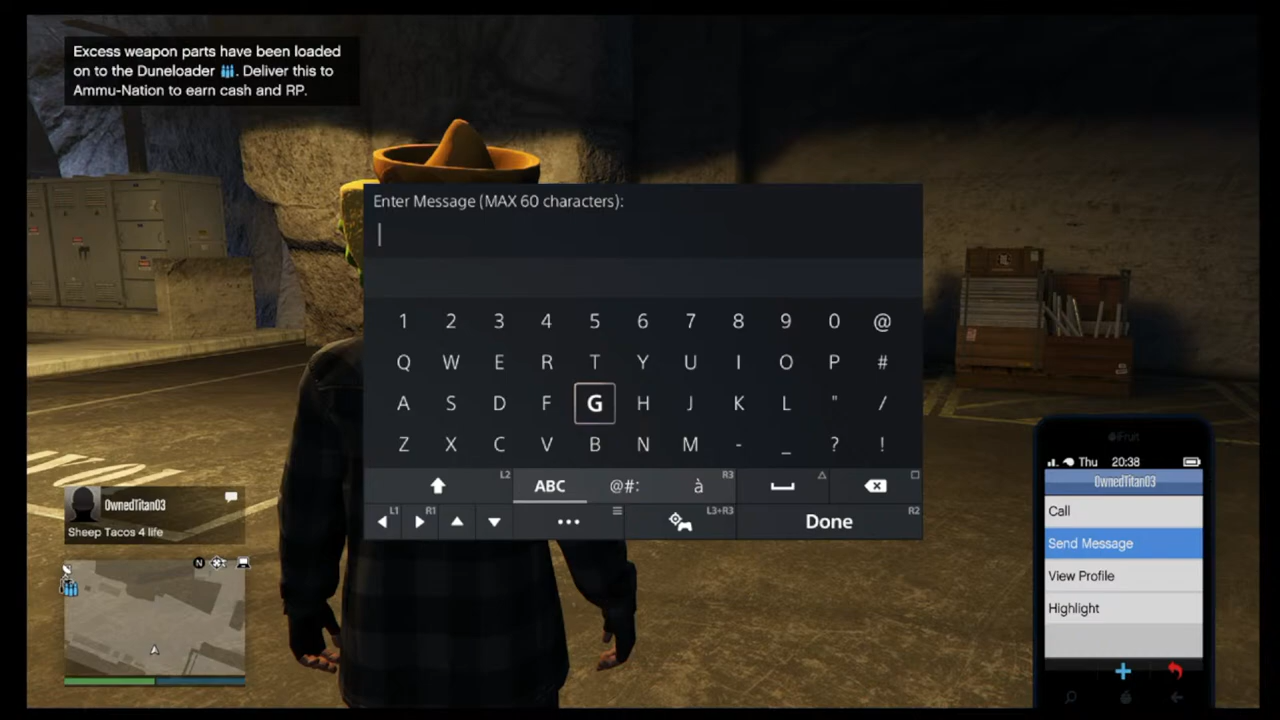 Excess weapon parts have been loaded
on to the Duneloader. Deliver this to
Ammu-Nation to earn cash and RP.
Enter Message (MAX 60 characters):
1 2 3 4 5 6 7 8 9 0 @
Q W E R T Y U I O P #
A S D F G H J K L " /
Z X C V B N M - _ ? !
L2 ABC @#: à R3
L1 R1 ••• L3+R3 Done R2
OwnedTitan03
Sheep Tacos 4 life
N
iFruit
Thu 20:38
OwnedTitan03
Call
Send Message
View Profile
Highlight